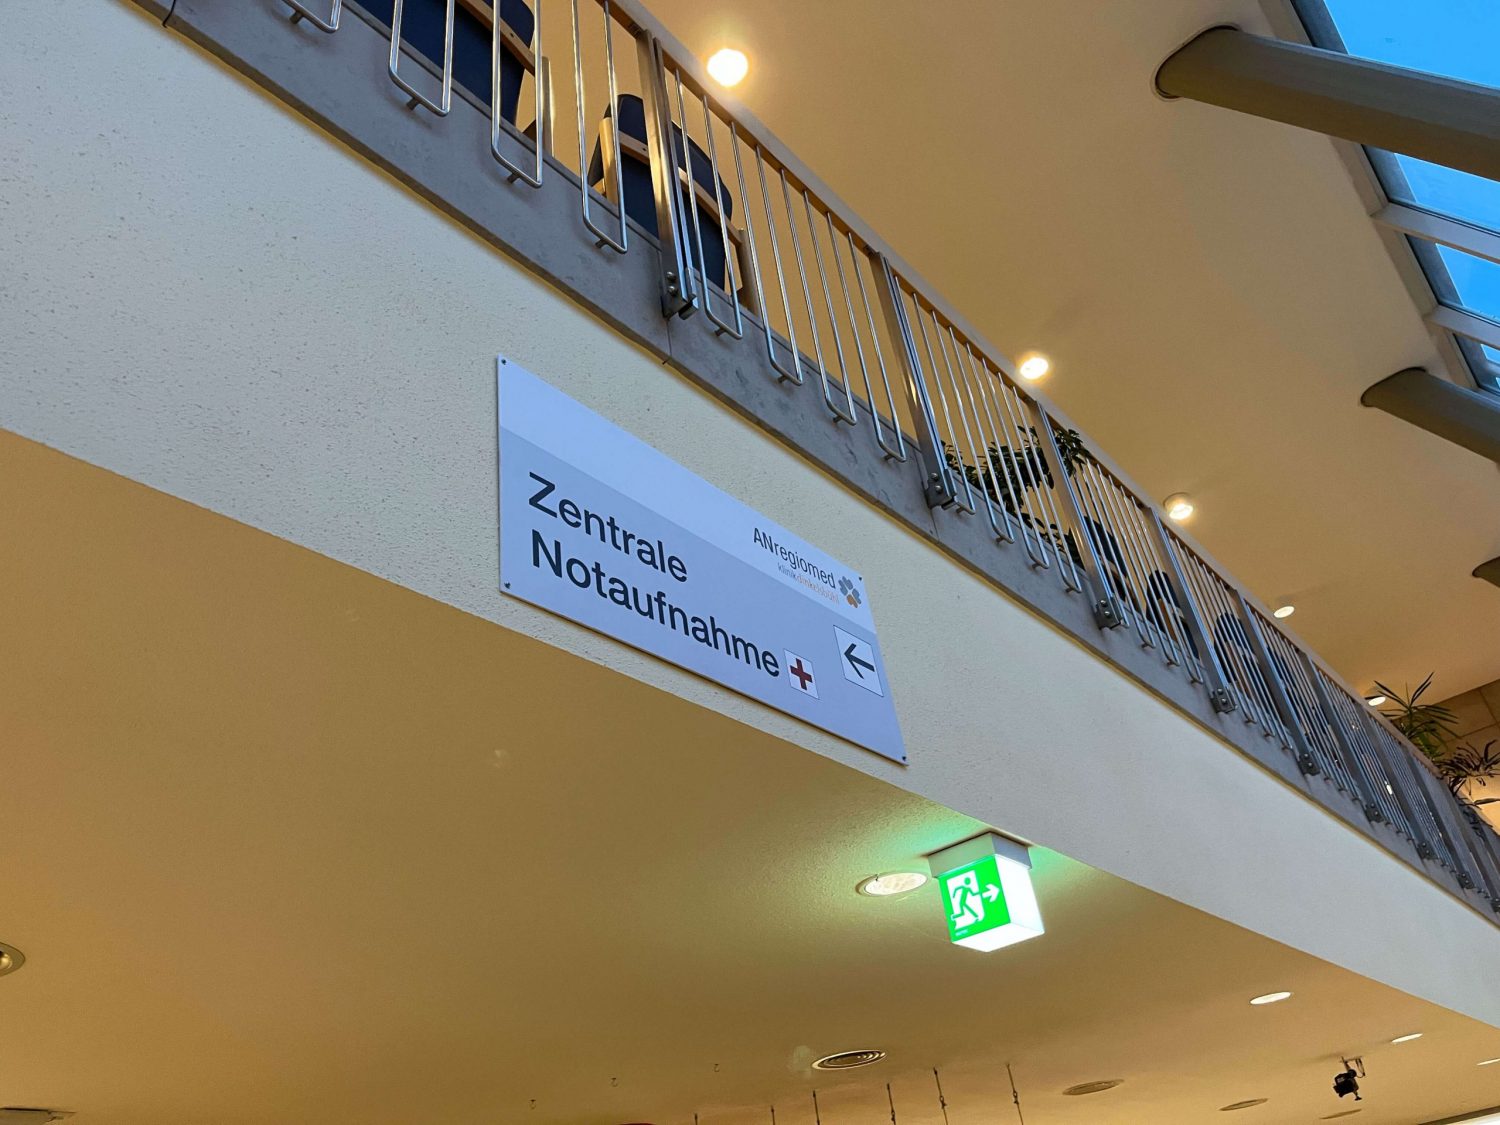 ANregiomed
klinikdinkelsbühl
Zentrale
Notaufnahme